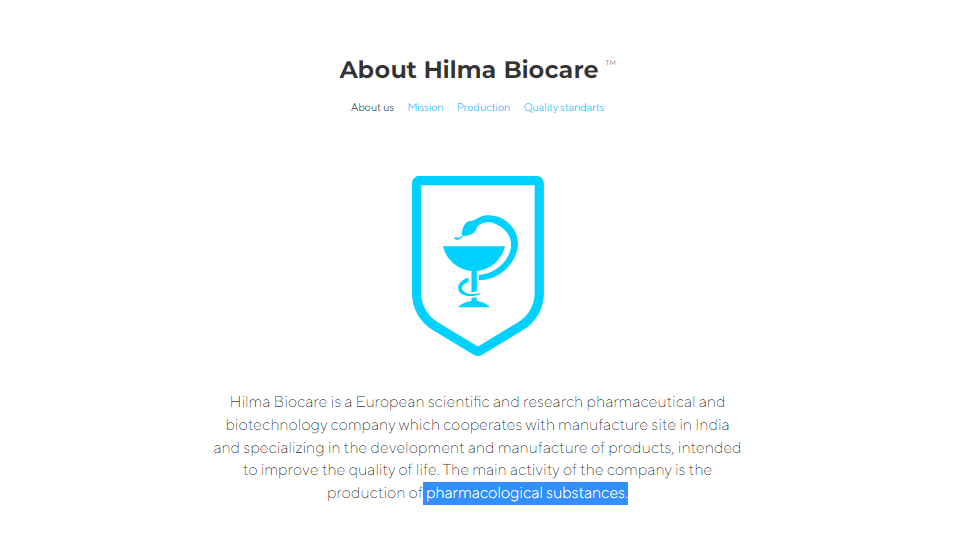 About Hilma Biocare ™
About us Mission Production Quality standarts
Hilma Biocare is a European scientific and research pharmaceutical and
biotechnology company which cooperates with manufacture site in India
and specializing in the development and manufacture of products, intended
to improve the quality of life. The main activity of the company is the
production of pharmacological substances.